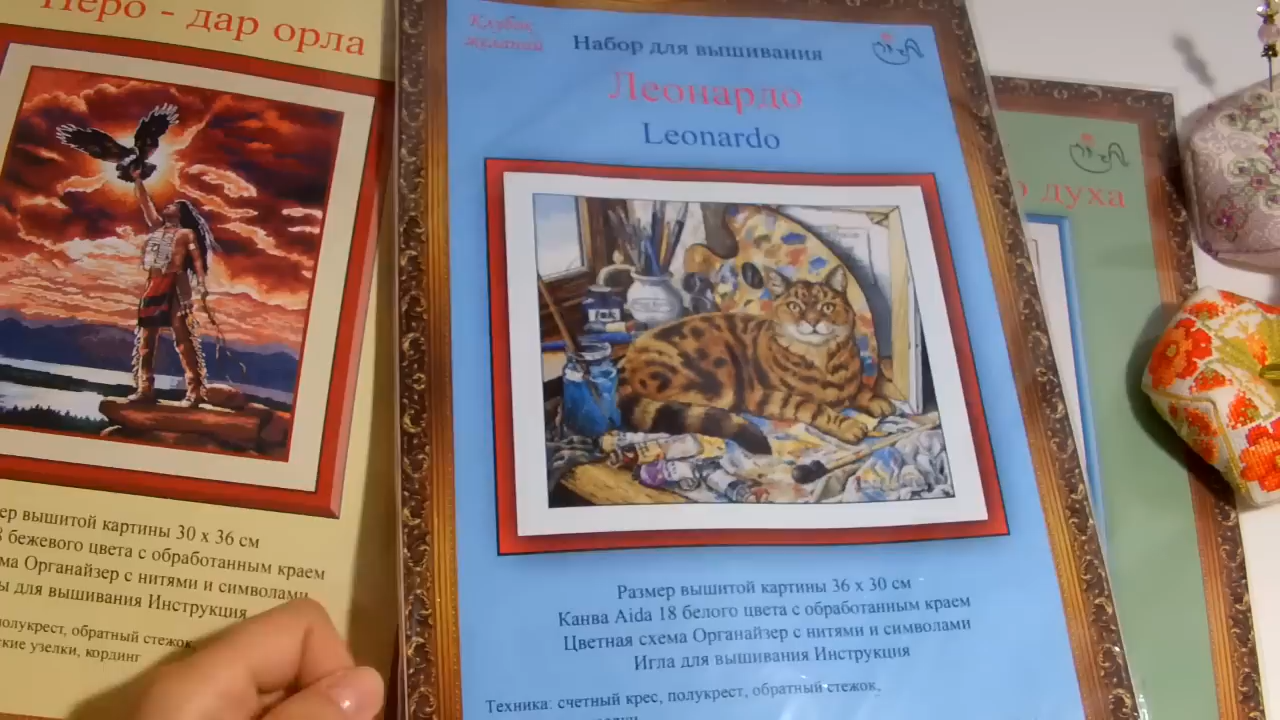 Перо - дар орла
ер вышитой картины 30 х 36 см
8 бежевого цвета с обработанным краем
ма Органайзер с нитями и символами
ы для вышивания Инструкция
полукрест, обратный стежок,
кие узелки, кординг
Клубок
желаний
Набор для вышивания
Леонардо
Leonardo
Ink
Размер вышитой картины 36 х 30 см
Канва Aida 18 белого цвета с обработанным краем
Цветная схема Органайзер с нитями и символами
Игла для вышивания Инструкция
Техника: счетный крес, полукрест, обратный стежок,
о духа